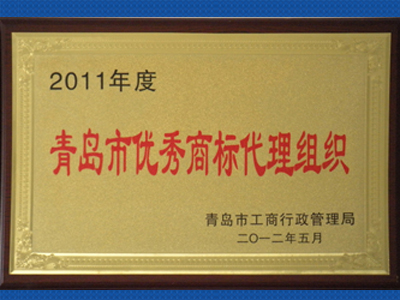 2011年度
青岛市优秀商标代理组织
青岛市工商行政管理局
二〇一二年五月